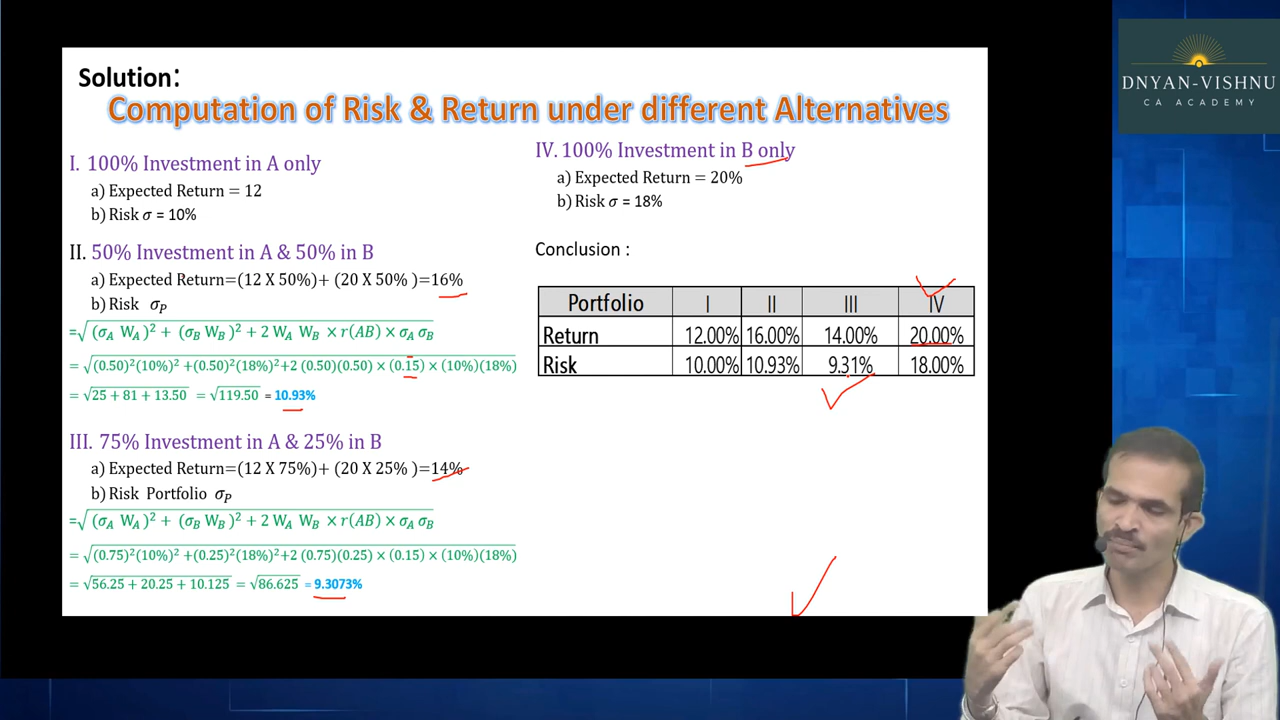 Solution:
Computation of Risk & Return under different Alternatives
I. 100% Investment in A only
a) Expected Return = 12
b) Risk σ = 10%
II. 50% Investment in A & 50% in B
a) Expected Return=(12 X 50%)+ (20 X 50% )=16%
b) Risk σP
=√(σA WA)² + (σB WB)² + 2 WA WB × r(AB) × σA σB
= √(0.50)²(10%)² +(0.50)²(18%)²+2 (0.50)(0.50) × (0.15) × (10%)(18%)
= √25 + 81 + 13.50 = √119.50 = 10.93%
III. 75% Investment in A & 25% in B
a) Expected Return=(12 X 75%)+ (20 X 25% )=14%
b) Risk Portfolio σP
=√(σA WA)² + (σB WB)² + 2 WA WB × r(AB) × σA σB
= √(0.75)²(10%)² +(0.25)²(18%)²+2 (0.75)(0.25) × (0.15) × (10%)(18%)
= √56.25 + 20.25 + 10.125 = √86.625 = 9.3073%
IV. 100% Investment in B only
a) Expected Return = 20%
b) Risk σ = 18%
Conclusion :
Portfolio I II III IV
Return 12.00% 16.00% 14.00% 20.00%
Risk 10.00% 10.93% 9.31% 18.00%
DNYAN-VISHNU
CA ACADEMY